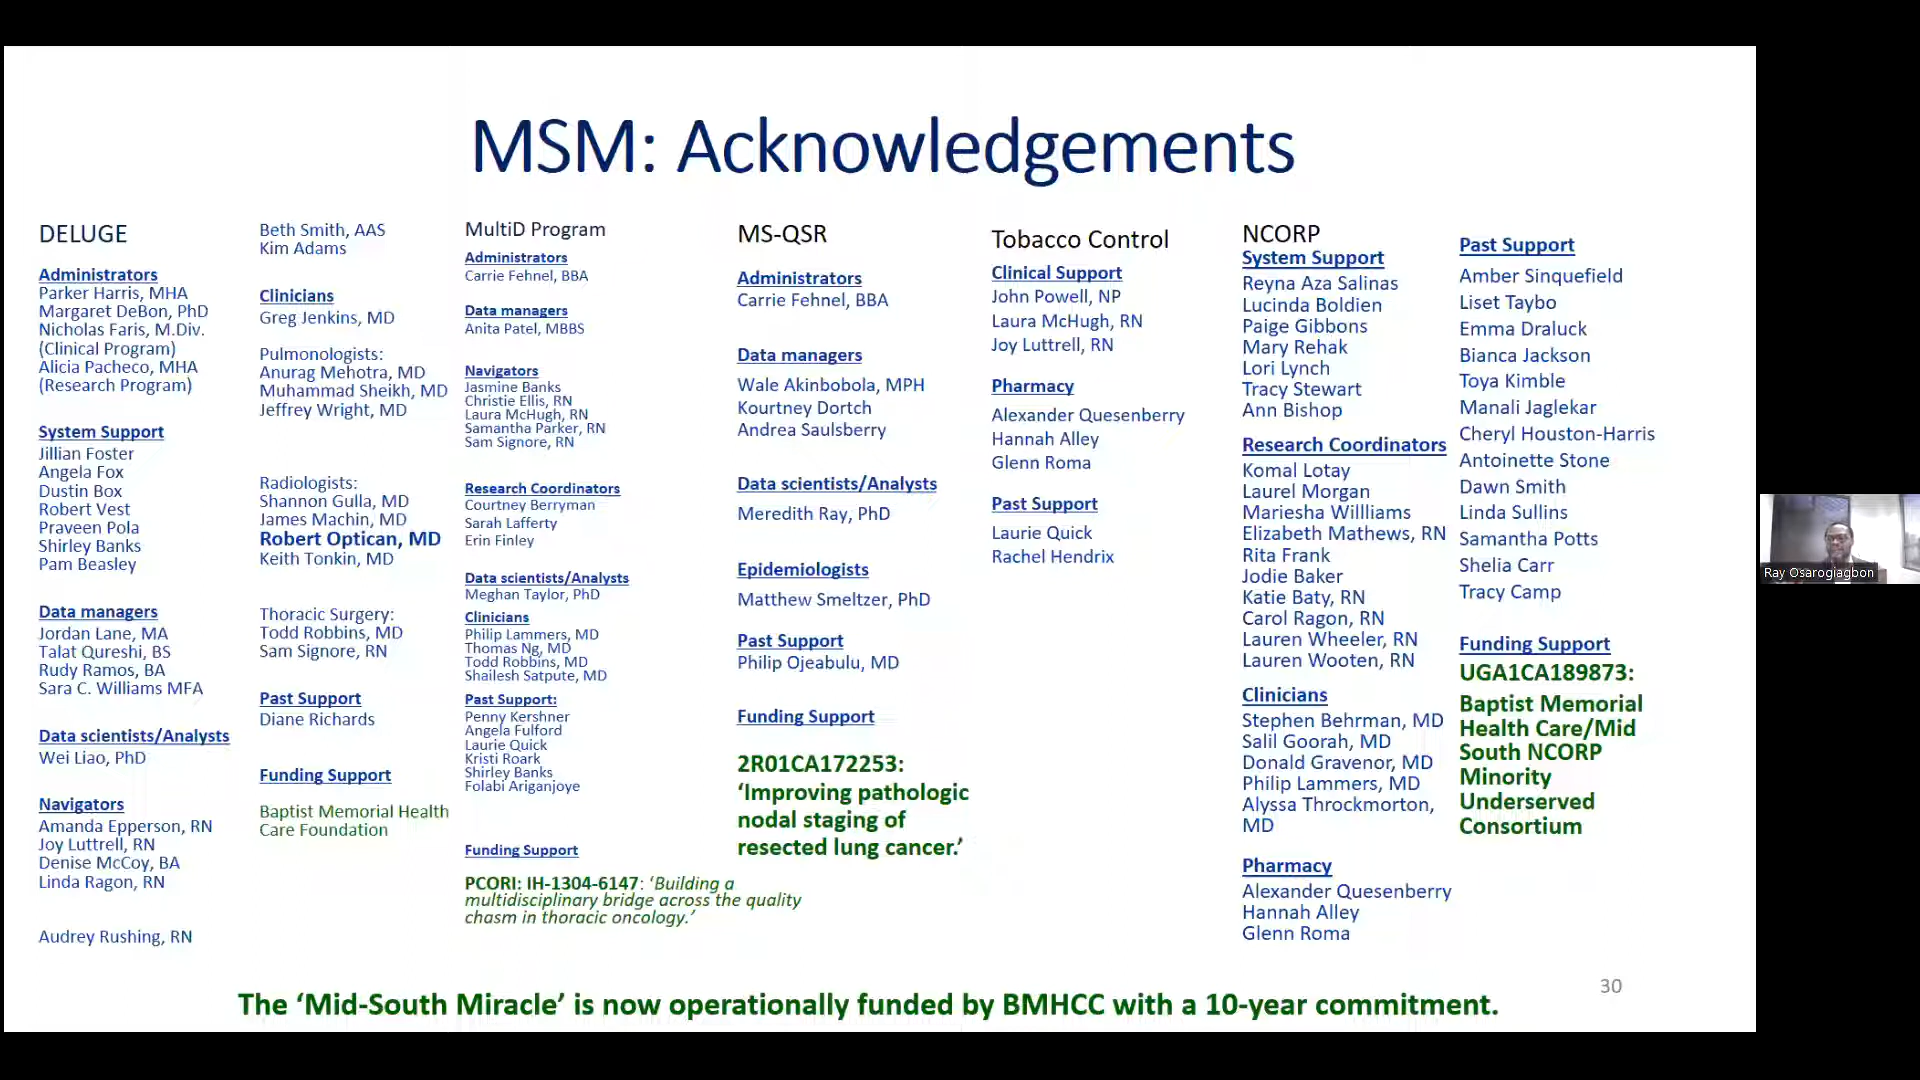 MSM: Acknowledgements
DELUGE
Administrators
Parker Harris, MHA
Margaret DeBon, PhD
Nicholas Faris, M.Div.
(Clinical Program)
Alicia Pacheco, MHA
(Research Program)
System Support
Jillian Foster
Angela Fox
Dustin Box
Robert Vest
Praveen Pola
Shirley Banks
Pam Beasley
Data managers
Jordan Lane, MA
Talat Qureshi, BS
Rudy Ramos, BA
Sara C. Williams MFA
Data scientists/Analysts
Wei Liao, PhD
Navigators
Amanda Epperson, RN
Joy Luttrell, RN
Denise McCoy, BA
Linda Ragon, RN
Audrey Rushing, RN
Beth Smith, AAS
Kim Adams
Clinicians
Greg Jenkins, MD
Pulmonologists:
Anurag Mehotra, MD
Muhammad Sheikh, MD
Jeffrey Wright, MD
Radiologists:
Shannon Gulla, MD
James Machin, MD
Robert Optican, MD
Keith Tonkin, MD
Thoracic Surgery:
Todd Robbins, MD
Sam Signore, RN
Past Support
Diane Richards
Funding Support
Baptist Memorial Health
Care Foundation
MultiD Program
Administrators
Carrie Fehnel, BBA
Data managers
Anita Patel, MBBS
Navigators
Jasmine Banks
Christie Ellis, RN
Laura McHugh, RN
Samantha Parker, RN
Sam Signore, RN
Research Coordinators
Courtney Berryman
Sarah Lafferty
Erin Finley
Data scientists/Analysts
Meghan Taylor, PhD
Clinicians
Philip Lammers, MD
Thomas Ng, MD
Todd Robbins, MD
Shailesh Satpute, MD
Past Support:
Penny Kershner
Angela Fulford
Laurie Quick
Kristi Roark
Shirley Banks
Folabi Ariganjoye
Funding Support
PCORI: IH-1304-6147: ‘Building a
multidisciplinary bridge across the quality
chasm in thoracic oncology.’
MS-QSR
Administrators
Carrie Fehnel, BBA
Data managers
Wale Akinbobola, MPH
Kourtney Dortch
Andrea Saulsberry
Data scientists/Analysts
Meredith Ray, PhD
Epidemiologists
Matthew Smeltzer, PhD
Past Support
Philip Ojeabulu, MD
Funding Support
2R01CA172253:
‘Improving pathologic
nodal staging of
resected lung cancer.’
Tobacco Control
Clinical Support
John Powell, NP
Laura McHugh, RN
Joy Luttrell, RN
Pharmacy
Alexander Quesenberry
Hannah Alley
Glenn Roma
Past Support
Laurie Quick
Rachel Hendrix
NCORP
System Support
Reyna Aza Salinas
Lucinda Boldien
Paige Gibbons
Mary Rehak
Lori Lynch
Tracy Stewart
Ann Bishop
Research Coordinators
Komal Lotay
Laurel Morgan
Mariesha Willliams
Elizabeth Mathews, RN
Rita Frank
Jodie Baker
Katie Baty, RN
Carol Ragon, RN
Lauren Wheeler, RN
Lauren Wooten, RN
Clinicians
Stephen Behrman, MD
Salil Goorah, MD
Donald Gravenor, MD
Philip Lammers, MD
Alyssa Throckmorton,
MD
Pharmacy
Alexander Quesenberry
Hannah Alley
Glenn Roma
Past Support
Amber Sinquefield
Liset Taybo
Emma Draluck
Bianca Jackson
Toya Kimble
Manali Jaglekar
Cheryl Houston-Harris
Antoinette Stone
Dawn Smith
Linda Sullins
Samantha Potts
Shelia Carr
Tracy Camp
Funding Support
UGA1CA189873:
Baptist Memorial
Health Care/Mid
South NCORP
Minority
Underserved
Consortium
30
The ‘Mid-South Miracle’ is now operationally funded by BMHCC with a 10-year commitment.
Ray Osarogiagbon